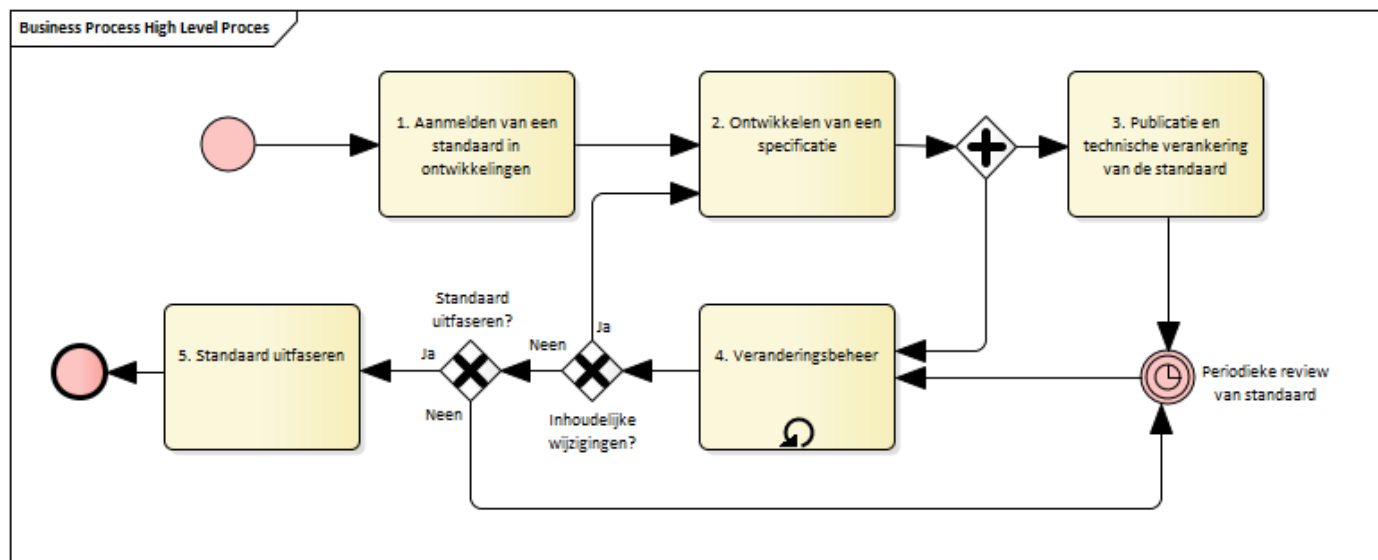 Business Process High Level Proces
1. Aanmelden van een
standaard in
ontwikkelingen
2. Ontwikkelen van een
specificatie
3. Publicatie en
technische verankering
van de standaard
Standaard
uitfaseren?
Ja
Neen
5. Standaard uitfaseren
Ja
4. Veranderingsbeheer
Periodieke review
van standaard
Neen
Inhoudelijke
wijzigingen?